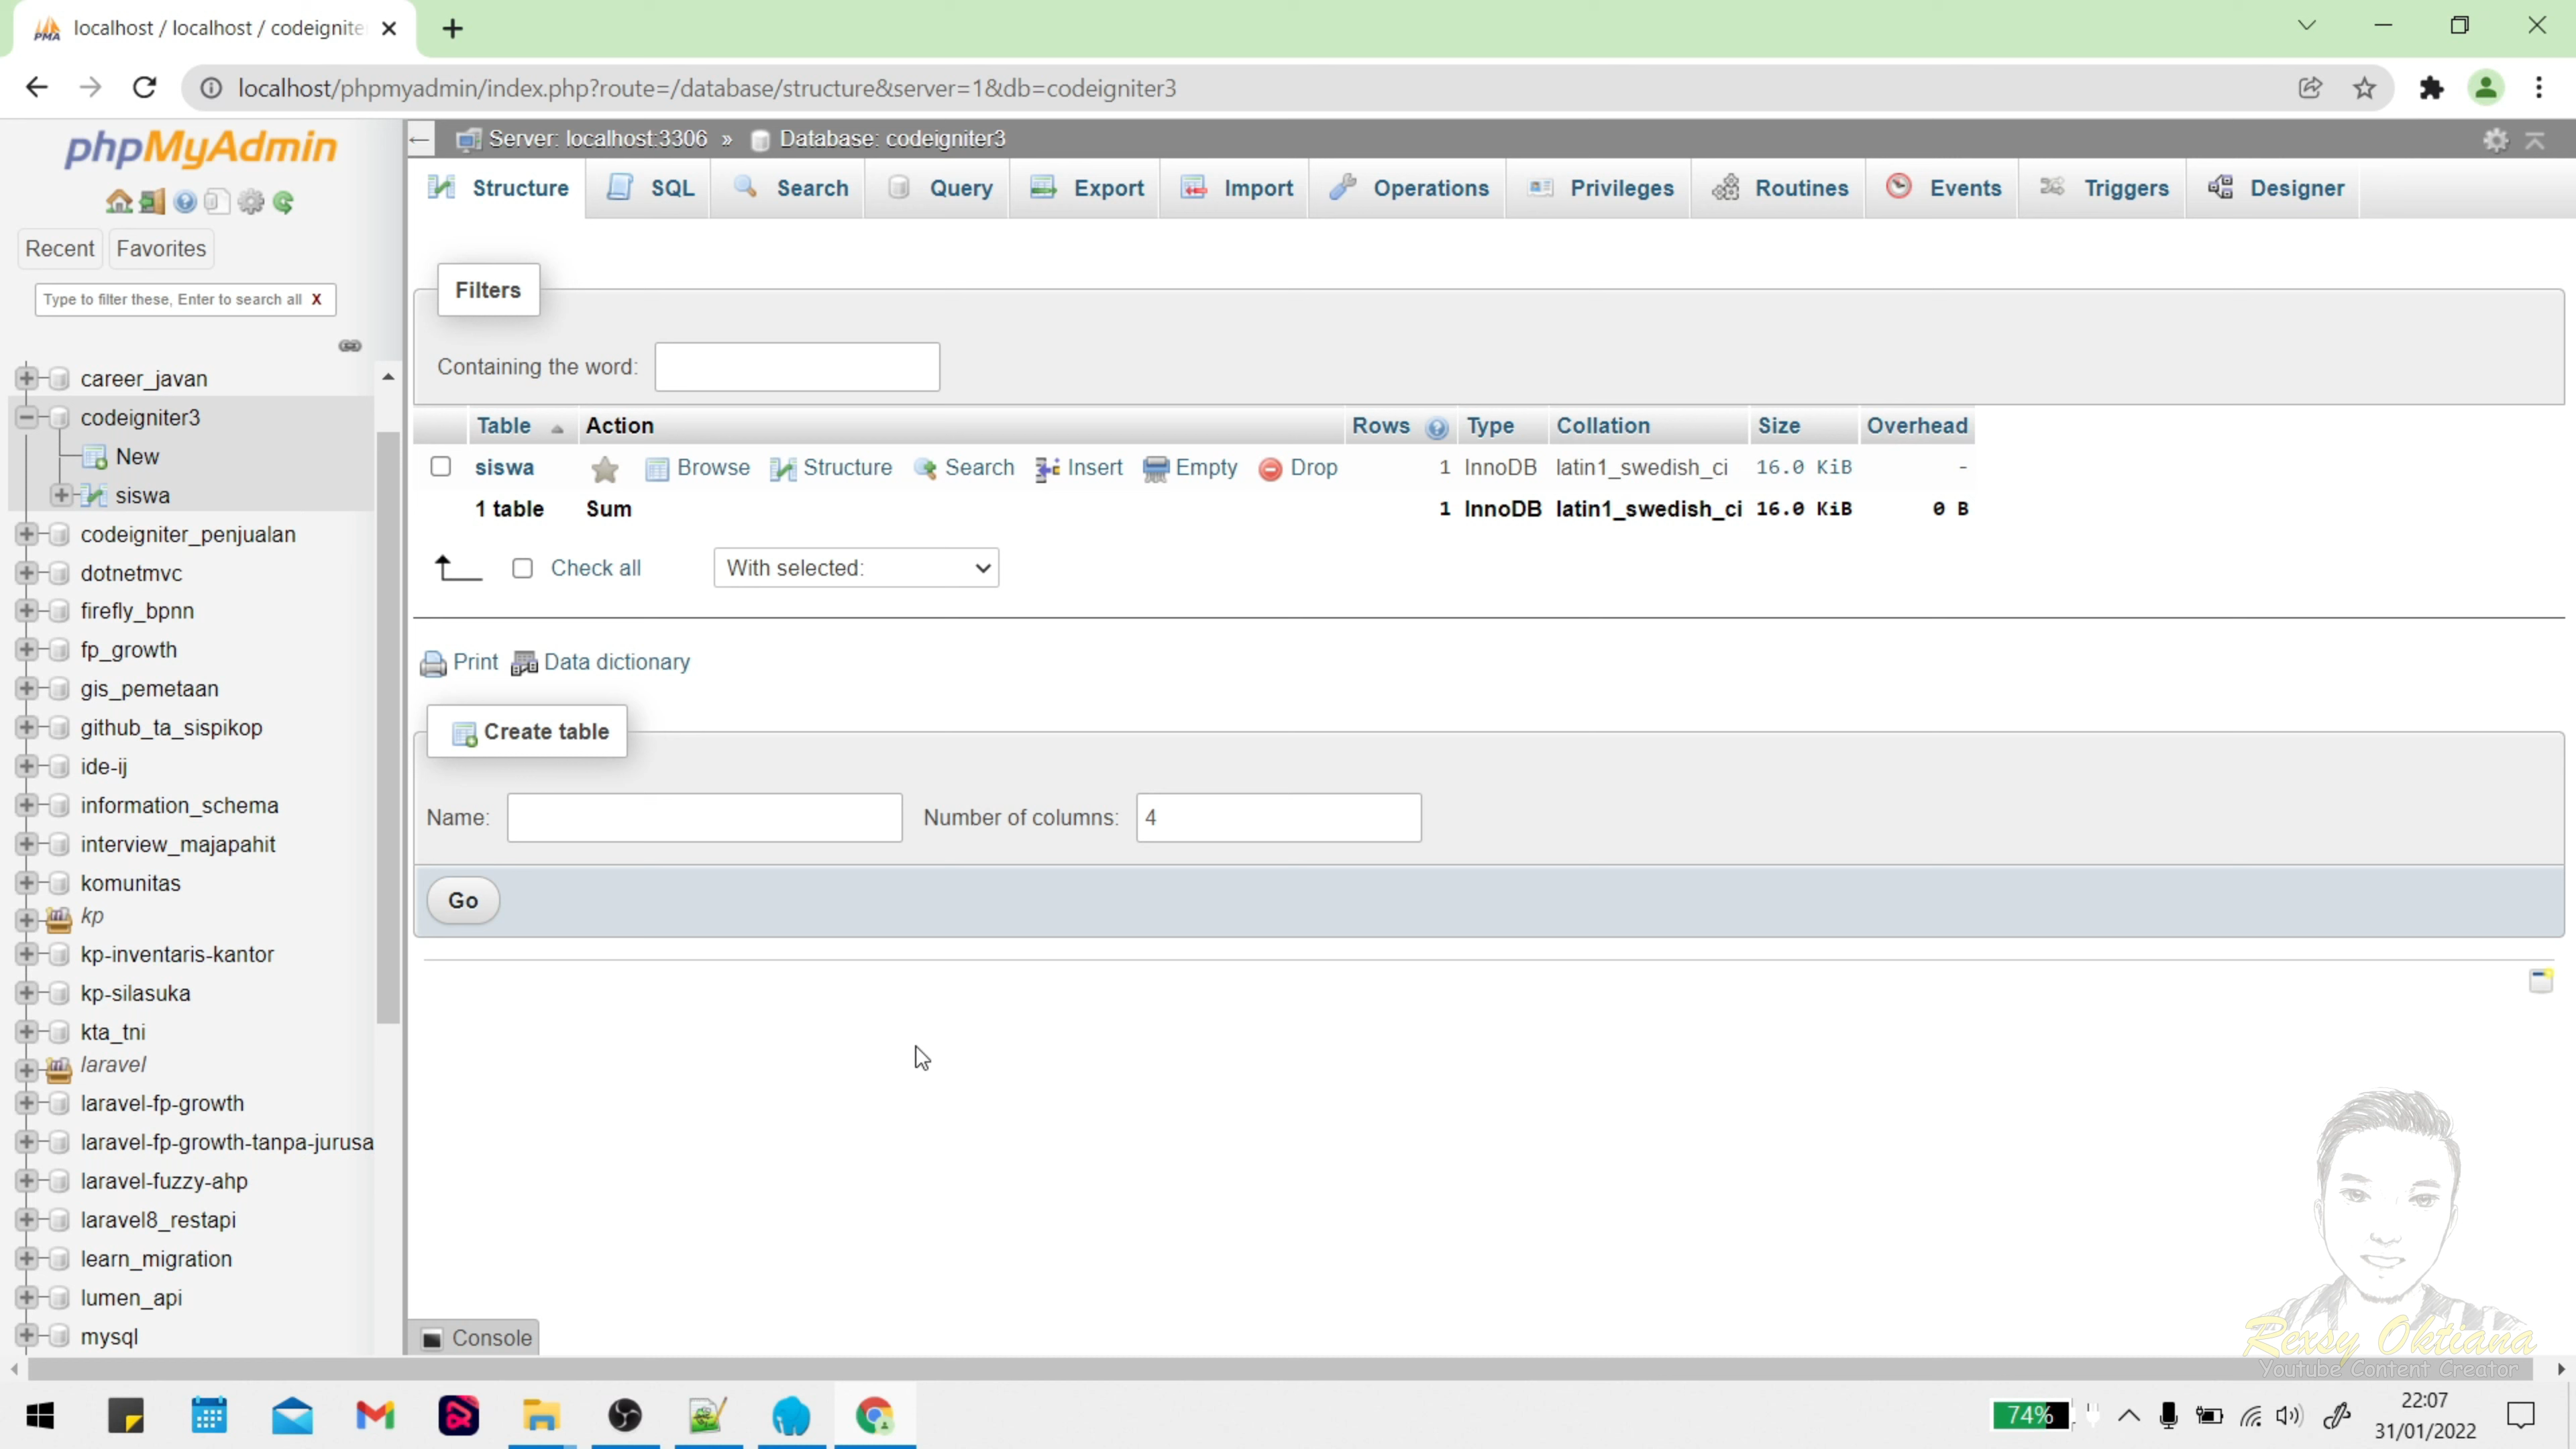 localhost / localhost / codeignite
localhost/phpmyadmin/index.php?route=/database/structure&server=1&db=codeigniter3
phpMyAdmin
Recent Favorites
Type to filter these, Enter to search all X
career_javan
codeigniter3
New
siswa
codeigniter_penjualan
dotnetmvc
firefly_bpnn
fp_growth
gis_pemetaan
github_ta_sispikop
ide-ij
information_schema
interview_majapahit
komunitas
kp
kp-inventaris-kantor
kp-silasuka
kta_tni
laravel
laravel-fp-growth
laravel-fp-growth-tanpa-jurusa
laravel-fuzzy-ahp
laravel8_restapi
learn_migration
lumen_api
mysql
Server: localhost:3306 » Database: codeigniter3
Structure SQL Search Query Export Import Operations Privileges Routines Events Triggers Designer
Filters
Containing the word:
Table Action Rows Type Collation Size Overhead
siswa Browse Structure Search Insert Empty Drop 1 InnoDB latin1_swedish_ci 16.0 KiB -
1 table Sum 1 InnoDB latin1_swedish_ci 16.0 KiB 0 B
Check all With selected:
Print Data dictionary
Create table
Name: Number of columns: 4
Go
Console
Rexsy Oktiana
Youtube Content Creator
74%
22:07
31/01/2022